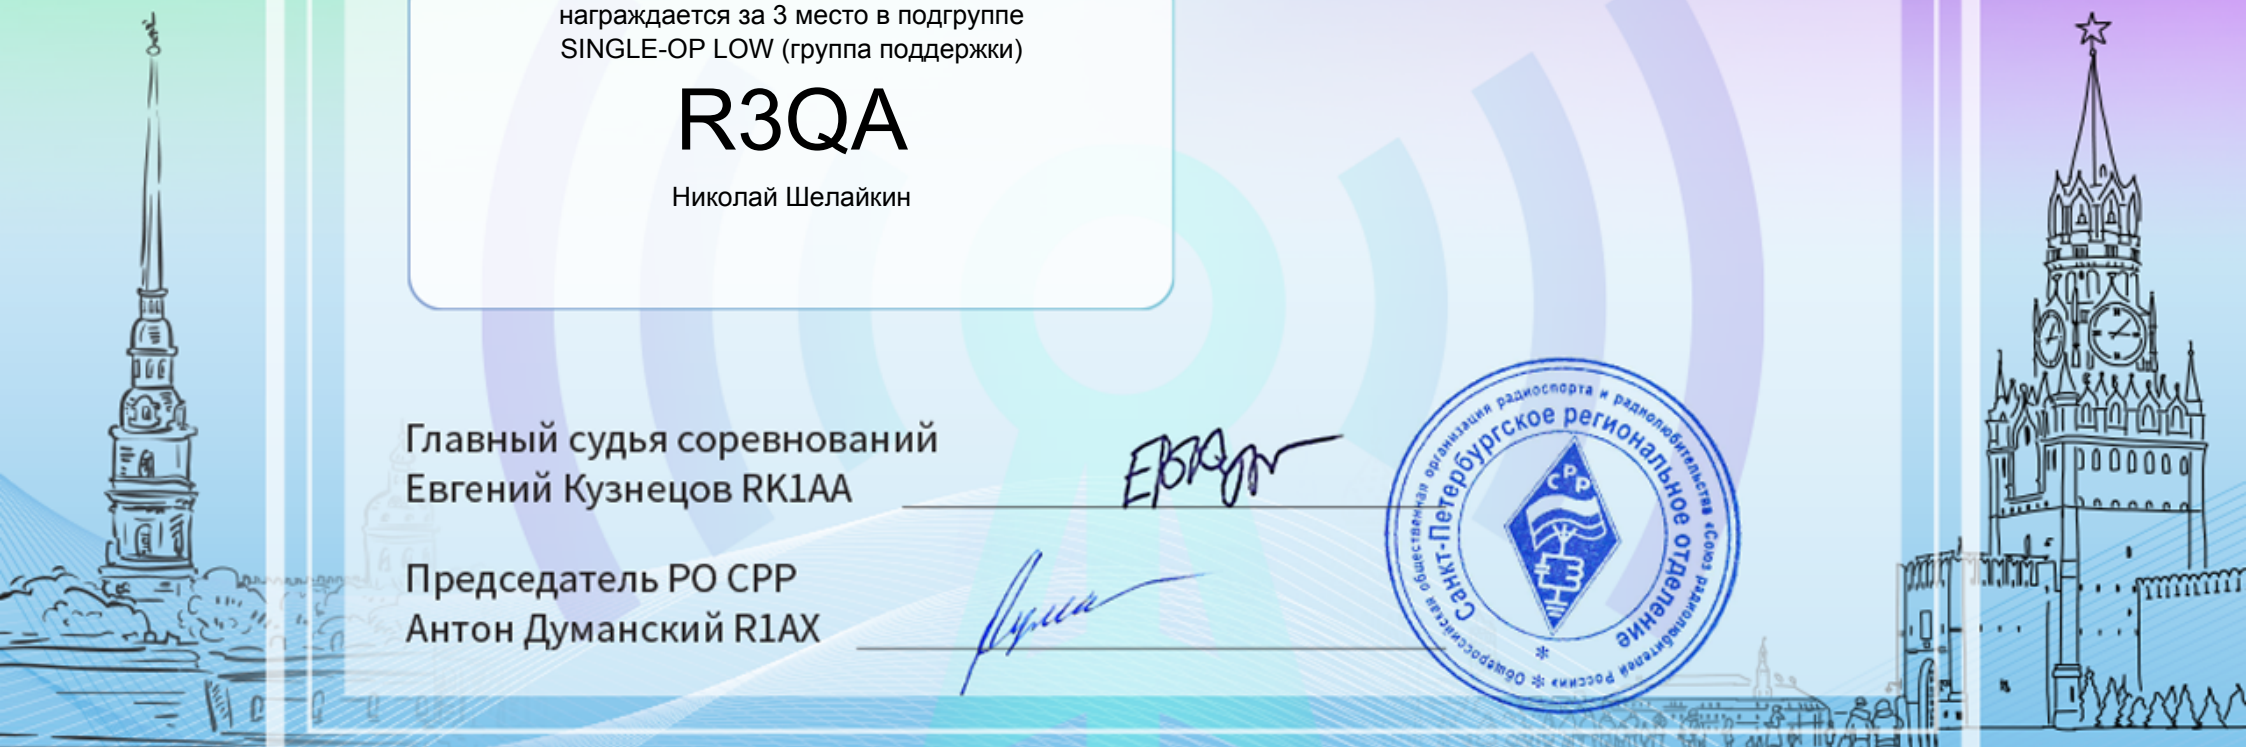 награждается за 3 место в подгруппе
SINGLE-OP LOW (группа поддержки)
R3QA
Николай Шелайкин
Главный судья соревнований
Евгений Кузнецов RK1AA
Председатель РО СРР
Антон Думанский R1AX
Общероссийская общественная организация радиоспорта и радиолюбительства «Союз радиолюбителей России»
Санкт-Петербургское региональное отделение
СРР